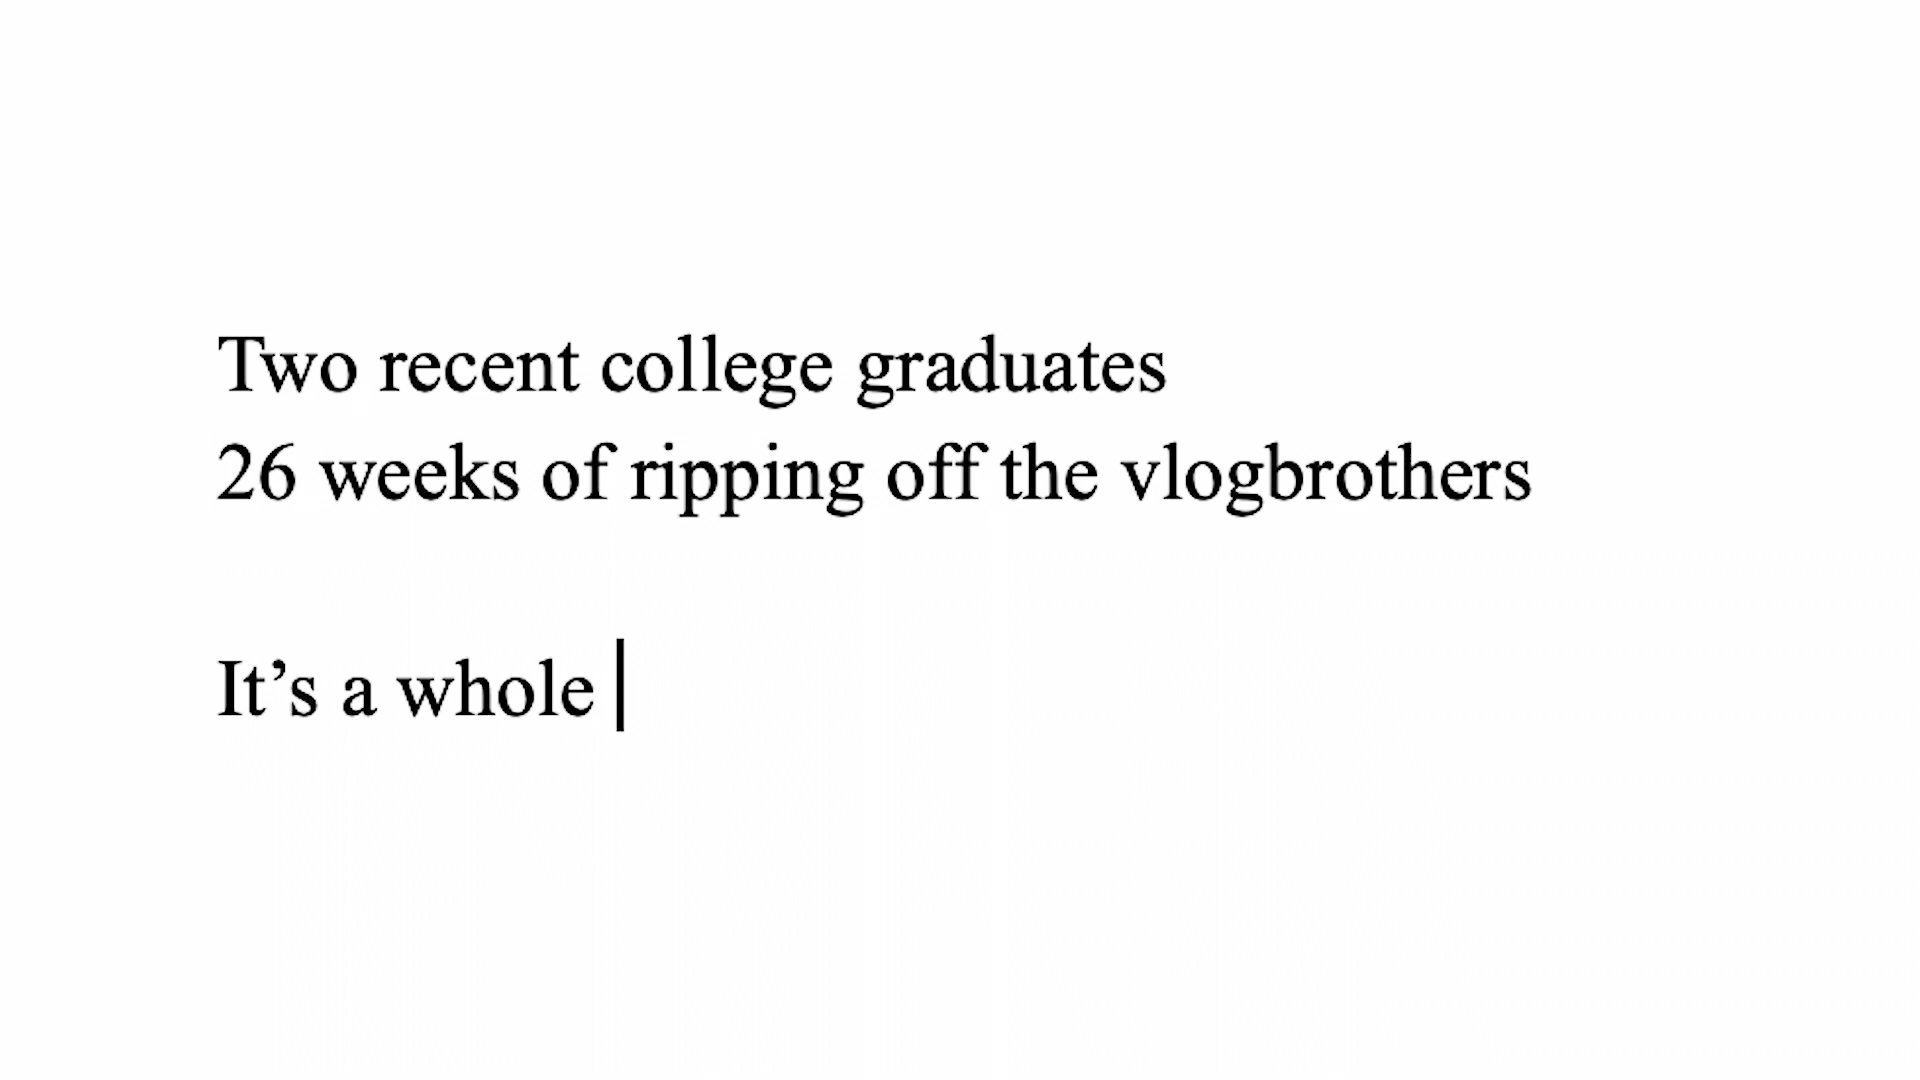 Two recent college graduates
26 weeks of ripping off the vlogbrothers
It’s a whole